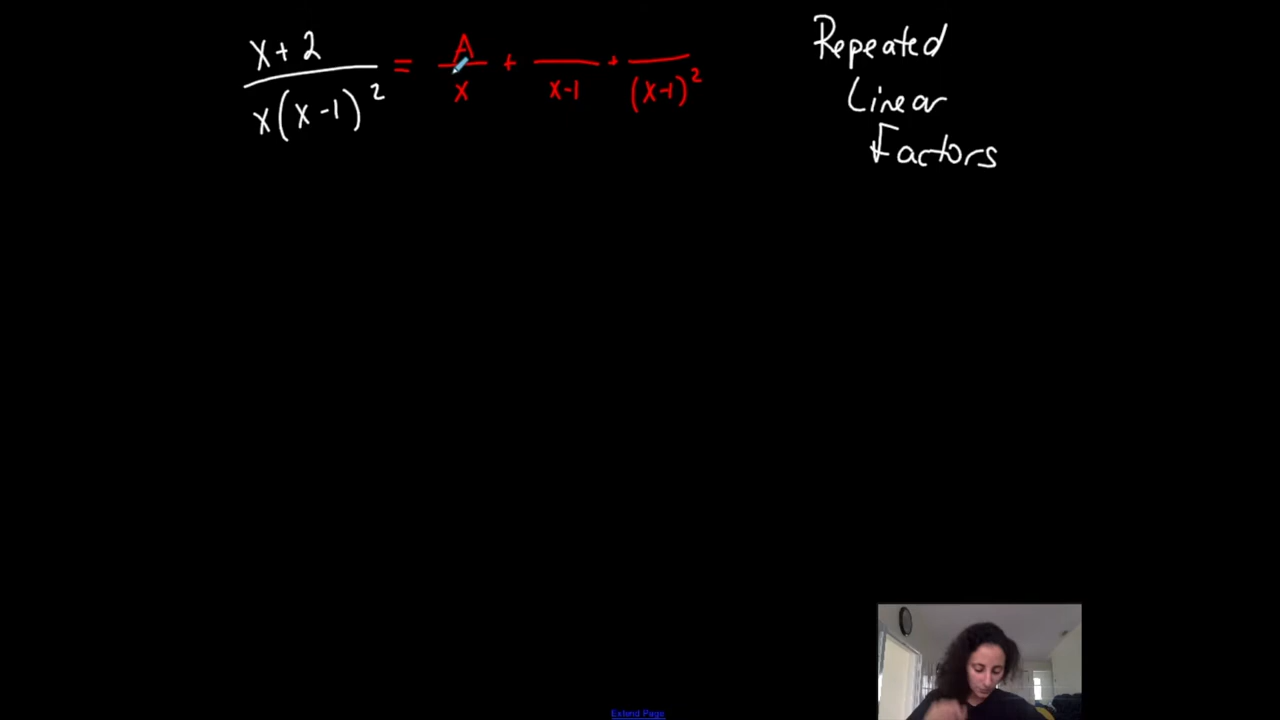 x + 2 / x(x - 1)² = A / x + / x - 1 + / (x - 1)²
Repeated
Linear
Factors
Extend Page